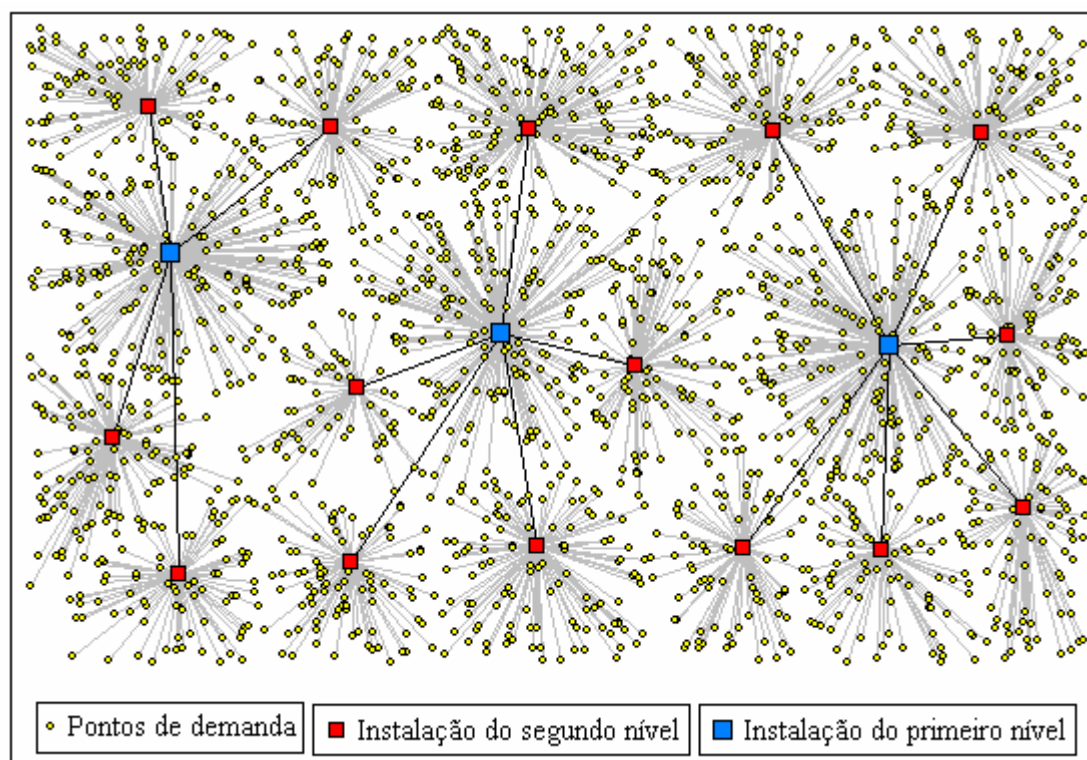 Pontos de demanda
Instalação do segundo nível
Instalação do primeiro nível